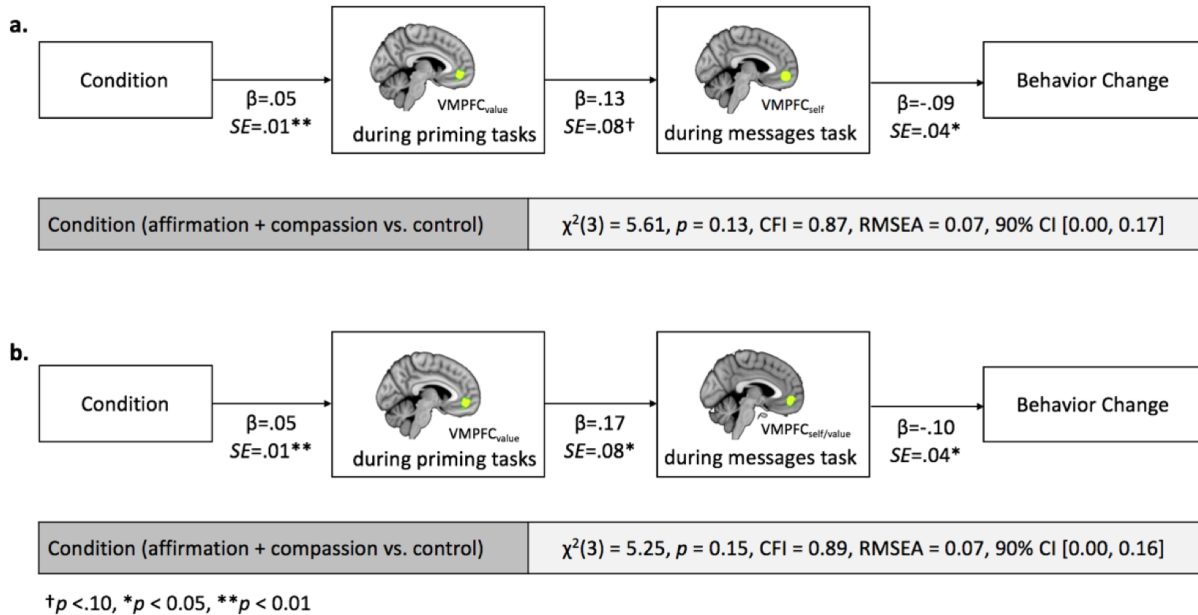 a.
Condition
β=.05
SE=.01**
VMPFCvalue
during priming tasks
β=.13
SE=.08†
VMPFCself
during messages task
β=-.09
SE=.04*
Behavior Change
Condition (affirmation + compassion vs. control)
χ²(3) = 5.61, p = 0.13, CFI = 0.87, RMSEA = 0.07, 90% CI [0.00, 0.17]
b.
Condition
β=.05
SE=.01**
VMPFCvalue
during priming tasks
β=.17
SE=.08*
VMPFCself/value
during messages task
β=-.10
SE=.04*
Behavior Change
Condition (affirmation + compassion vs. control)
χ²(3) = 5.25, p = 0.15, CFI = 0.89, RMSEA = 0.07, 90% CI [0.00, 0.16]
†p <.10, *p < 0.05, **p < 0.01